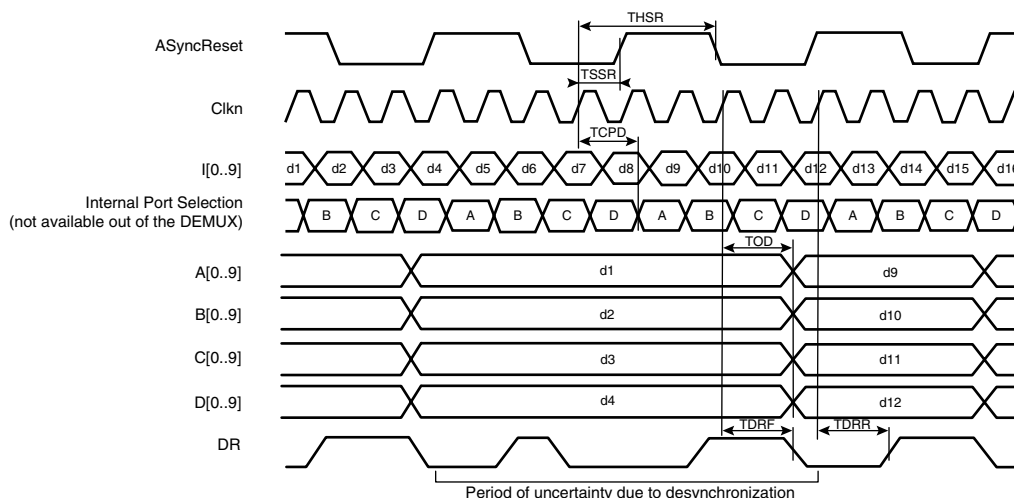 THSR
ASyncReset
TSSR
Clkn
TCPD
I[0..9] d1 d2 d3 d4 d5 d6 d7 d8 d9 d10 d11 d12 d13 d14 d15 d16
Internal Port Selection
(not available out of the DEMUX)
B C D A B C D A B C D A B C D
TOD
A[0..9] d1 d9
B[0..9] d2 d10
C[0..9] d3 d11
D[0..9] d4 d12
TDRF TDRR
DR
Period of uncertainty due to desynchronization